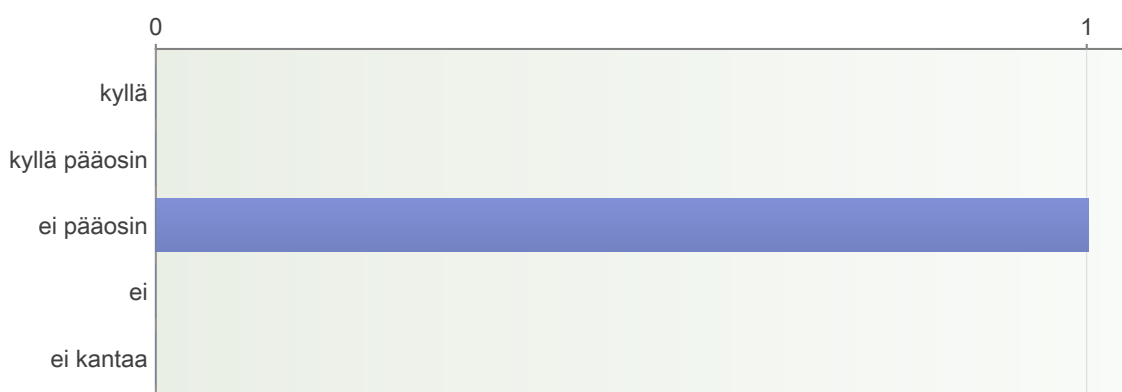 0 1
kyllä
kyllä pääosin
ei pääosin
ei
ei kantaa